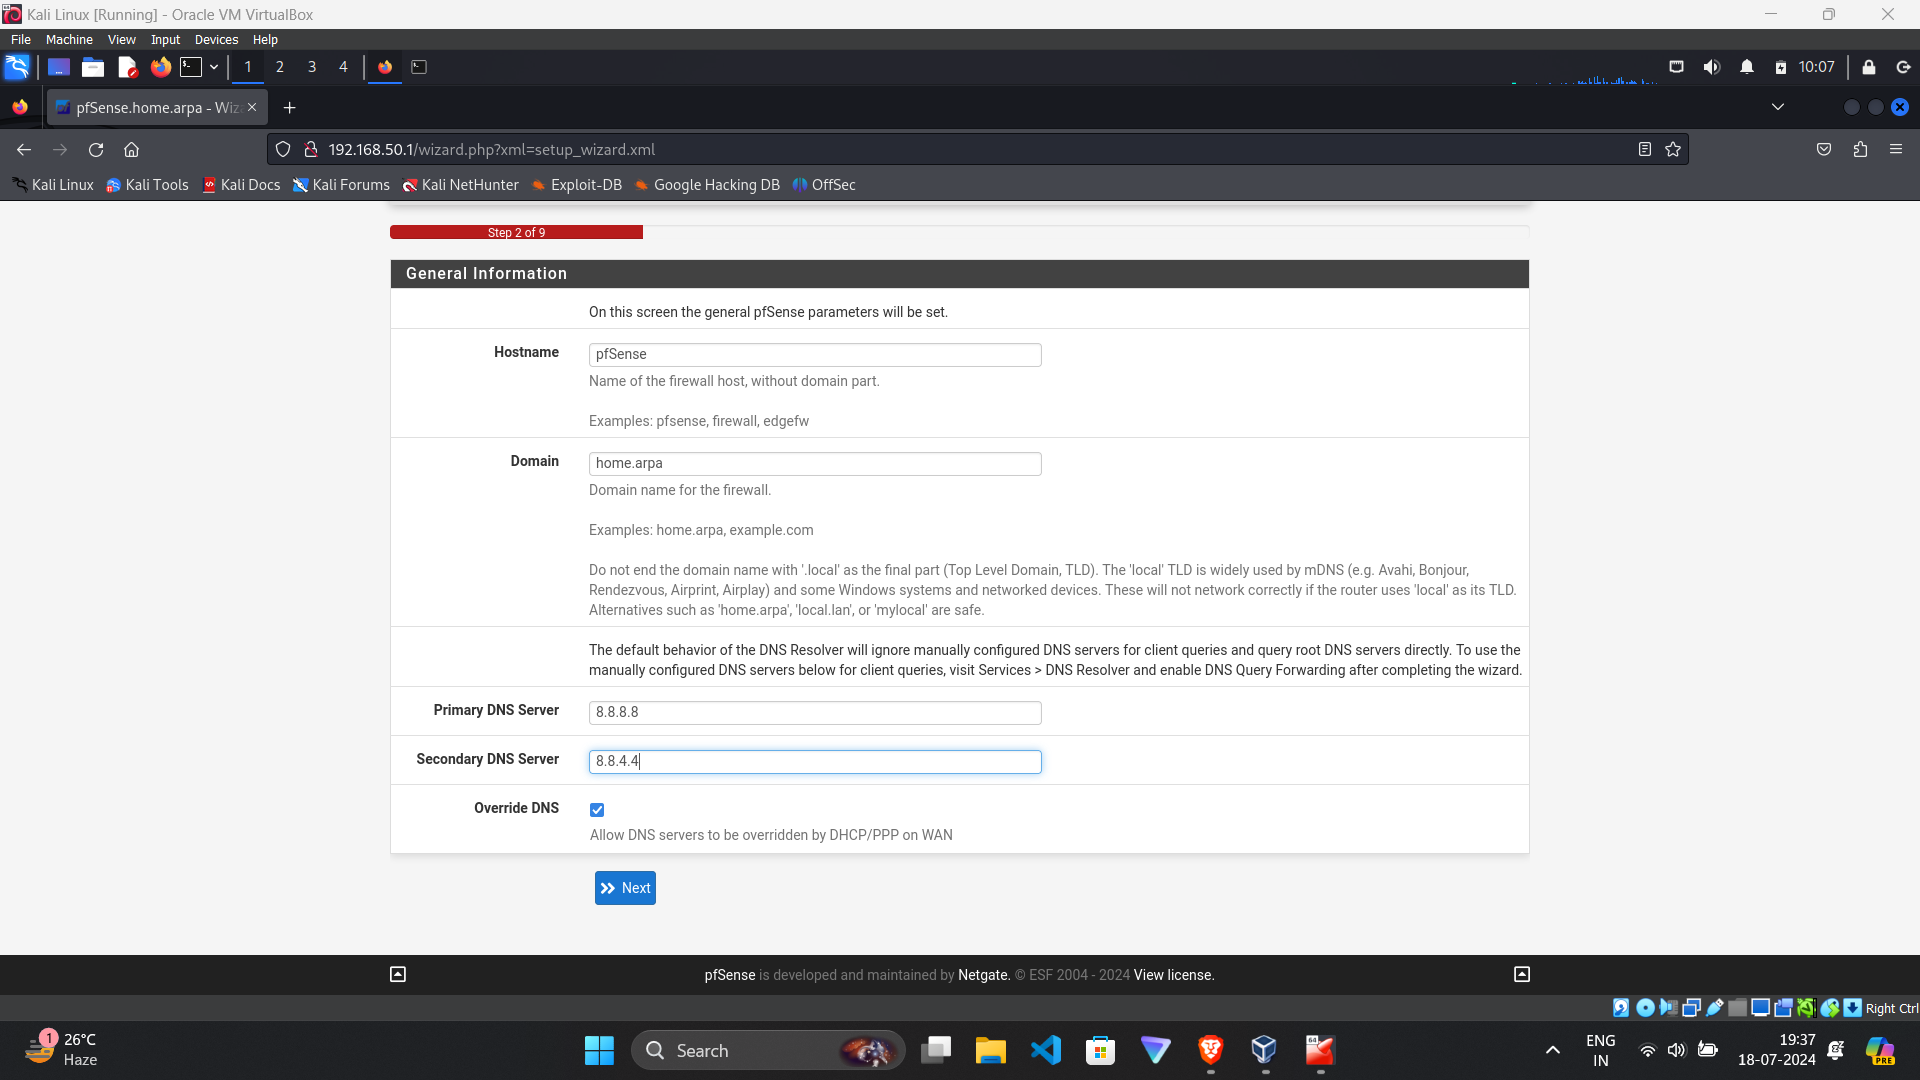 Kali Linux [Running] - Oracle VM VirtualBox
File Machine View Input Devices Help
1 2 3 4 10:07
pfSense.home.arpa - Wiz
192.168.50.1/wizard.php?xml=setup_wizard.xml
Kali Linux Kali Tools Kali Docs Kali Forums Kali NetHunter Exploit-DB Google Hacking DB OffSec
Step 2 of 9
General Information
On this screen the general pfSense parameters will be set.
Hostname
pfSense
Name of the firewall host, without domain part.
Examples: pfsense, firewall, edgefw
Domain
home.arpa
Domain name for the firewall.
Examples: home.arpa, example.com
Do not end the domain name with '.local' as the final part (Top Level Domain, TLD). The 'local' TLD is widely used by mDNS (e.g. Avahi, Bonjour,
Rendezvous, Airprint, Airplay) and some Windows systems and networked devices. These will not network correctly if the router uses 'local' as its TLD.
Alternatives such as 'home.arpa', 'local.lan', or 'mylocal' are safe.
The default behavior of the DNS Resolver will ignore manually configured DNS servers for client queries and query root DNS servers directly. To use the
manually configured DNS servers below for client queries, visit Services > DNS Resolver and enable DNS Query Forwarding after completing the wizard.
Primary DNS Server
8.8.8.8
Secondary DNS Server
8.8.4.4
Override DNS
Allow DNS servers to be overridden by DHCP/PPP on WAN
Next
pfSense is developed and maintained by Netgate. © ESF 2004 - 2024 View license.
Right Ctrl
1
26°C
Haze
Search
ENG
IN
19:37
18-07-2024
PRE